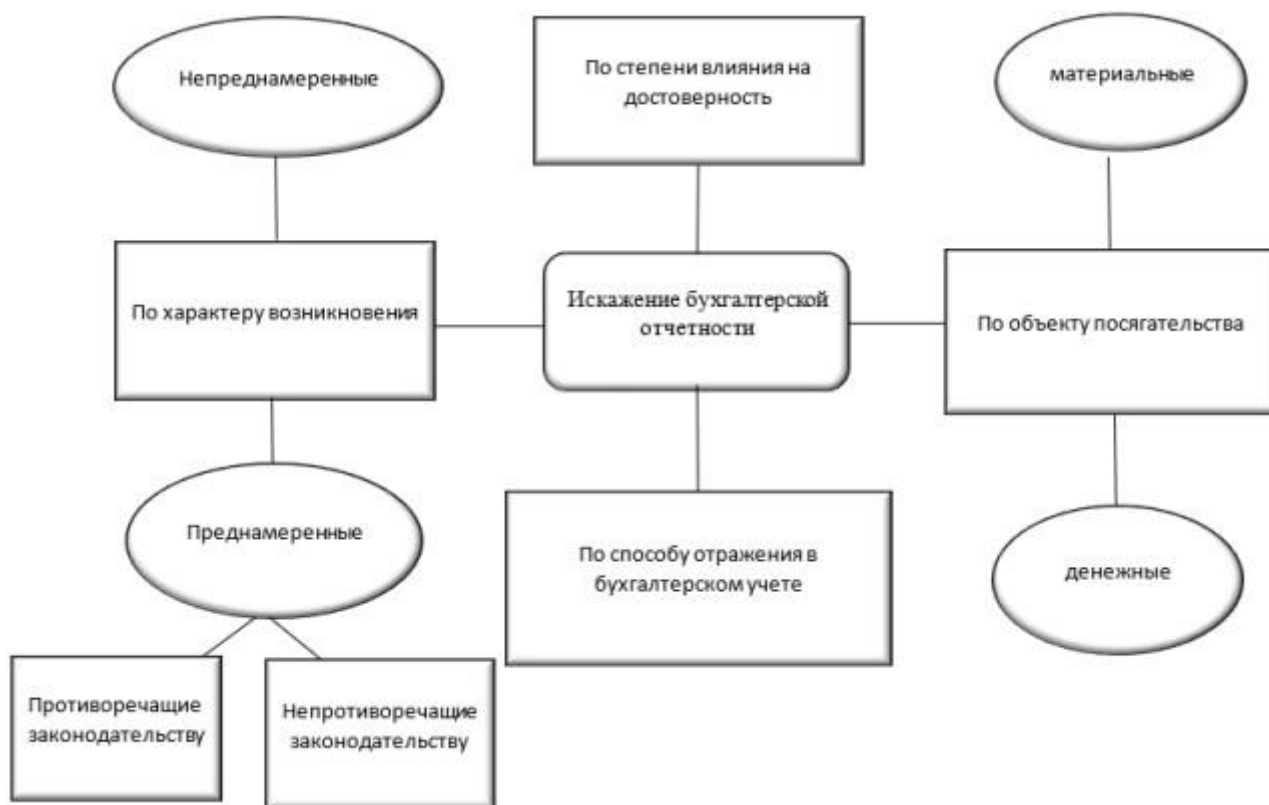 Непреднамеренные
По степени влияния на
достоверность
материальные
По характеру возникновения
Искажение бухгалтерской
отчетности
По объекту посягательства
Преднамеренные
По способу отражения в
бухгалтерском учете
денежные
Противоречащие
законодательству
Непротиворечащие
законодательству